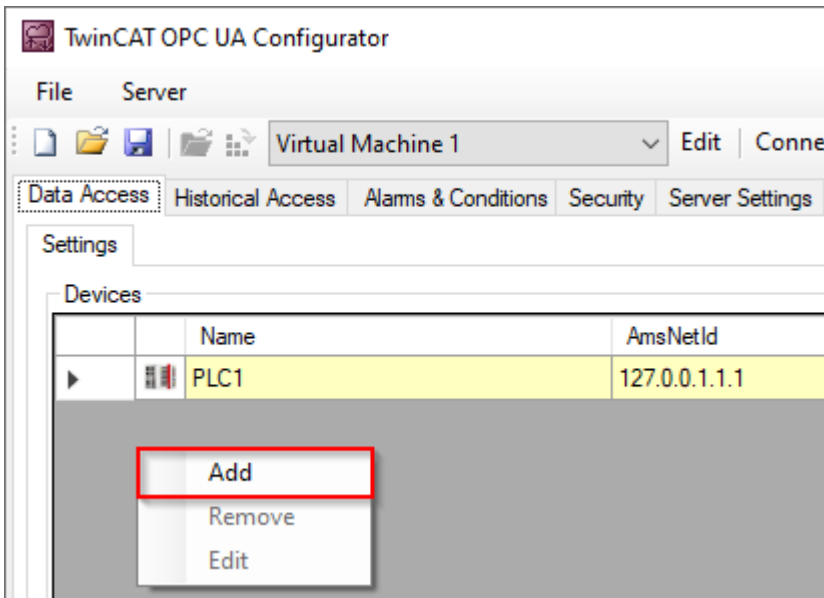 TwinCAT OPC UA Configurator
File Server
Virtual Machine 1 Edit Conne
Data Access Historical Access Alarms & Conditions Security Server Settings
Settings
Devices
Name AmsNetId
PLC1 127.0.0.1.1.1
Add
Remove
Edit